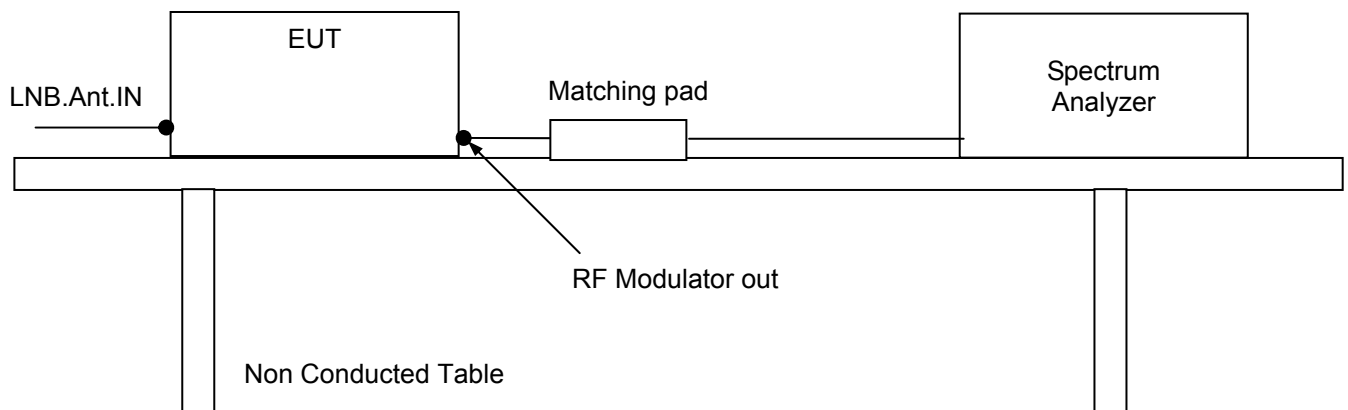 EUT
LNB.Ant.IN
Matching pad
Spectrum
Analyzer
RF Modulator out
Non Conducted Table